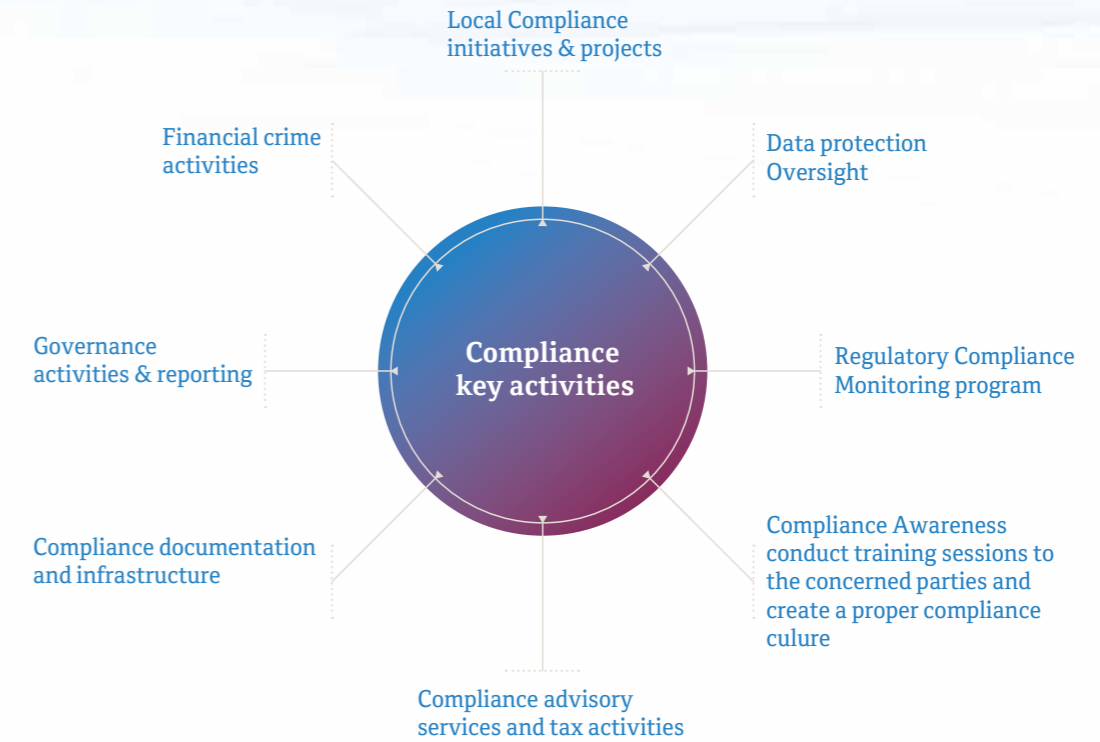 Local Compliance
initiatives & projects
Financial crime
activities
Data protection
Oversight
Governance
activities & reporting
Compliance
key activities
Regulatory Compliance
Monitoring program
Compliance documentation
and infrastructure
Compliance Awareness
conduct training sessions to
the concerned parties and
create a proper compliance
culure
Compliance advisory
services and tax activities